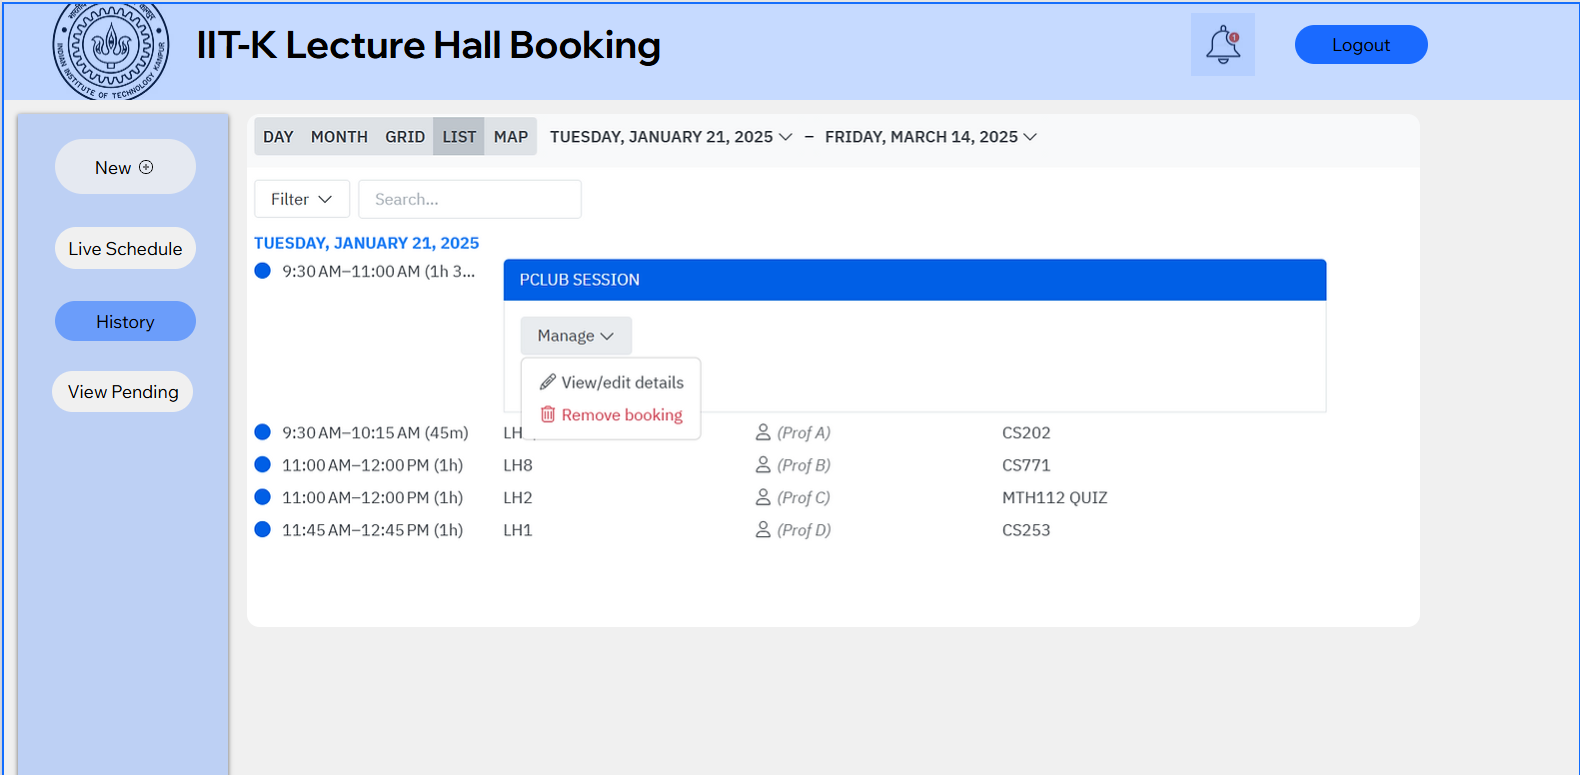 INDIAN INSTITUTE OF TECHNOLOGY KANPUR
IIT-K Lecture Hall Booking
1
Logout
New
Live Schedule
History
View Pending
DAY MONTH GRID LIST MAP TUESDAY, JANUARY 21, 2025 – FRIDAY, MARCH 14, 2025
Filter Search...
TUESDAY, JANUARY 21, 2025
9:30 AM–11:00 AM (1h 3... PCLUB SESSION
Manage
View/edit details
Remove booking
9:30 AM–10:15 AM (45m) LH (Prof A) CS202
11:00 AM–12:00 PM (1h) LH8 (Prof B) CS771
11:00 AM–12:00 PM (1h) LH2 (Prof C) MTH112 QUIZ
11:45 AM–12:45 PM (1h) LH1 (Prof D) CS253